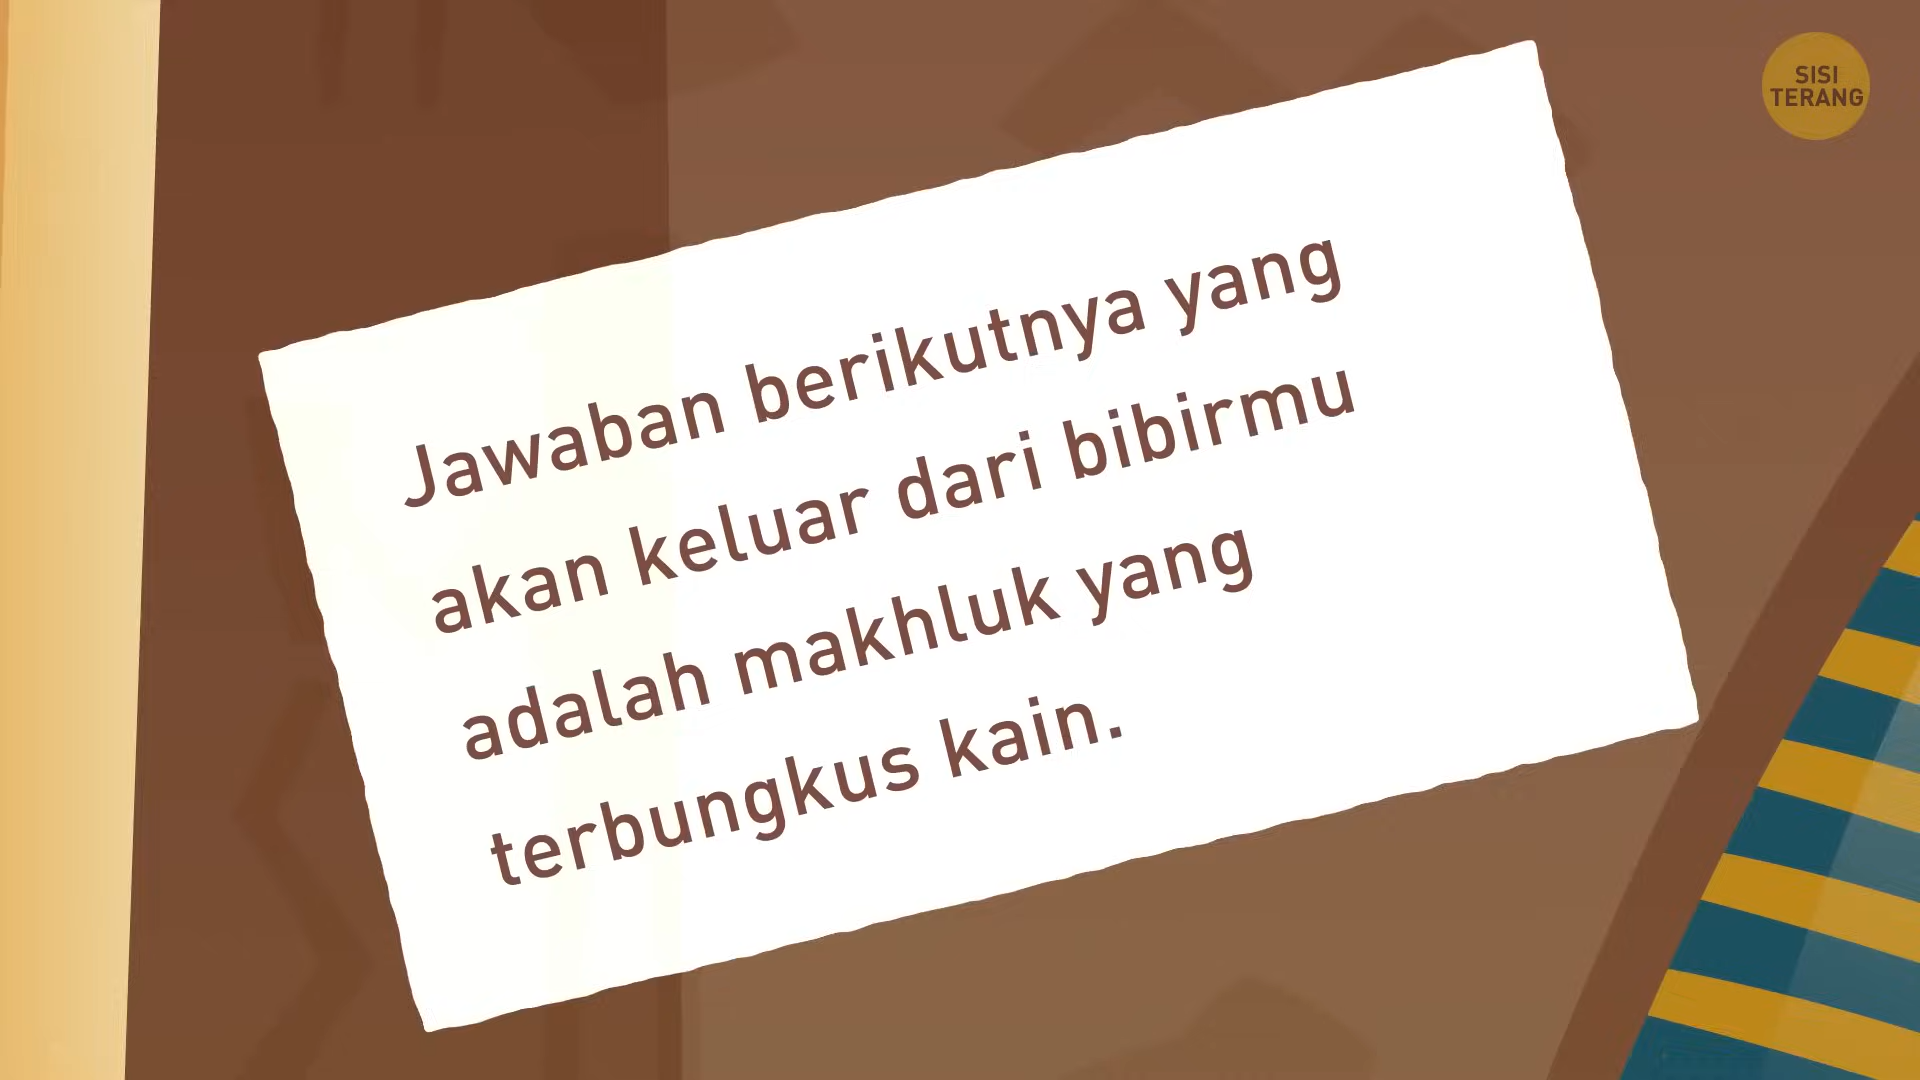 SISI
TERANG
Jawaban berikutnya yang
akan keluar dari bibirmu
adalah makhluk yang
terbungkus kain.